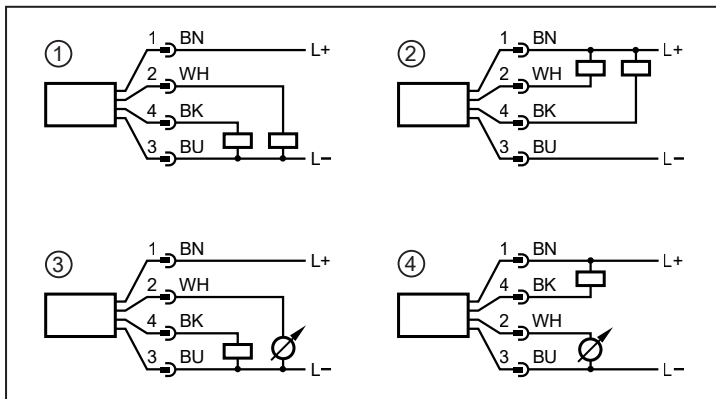 ①
1 BN L+
2 WH
4 BK
3 BU L–
②
1 BN L+
2 WH
4 BK
3 BU L–
③
1 BN L+
2 WH
4 BK
3 BU L–
④
1 BN L+
4 BK
2 WH
3 BU L–